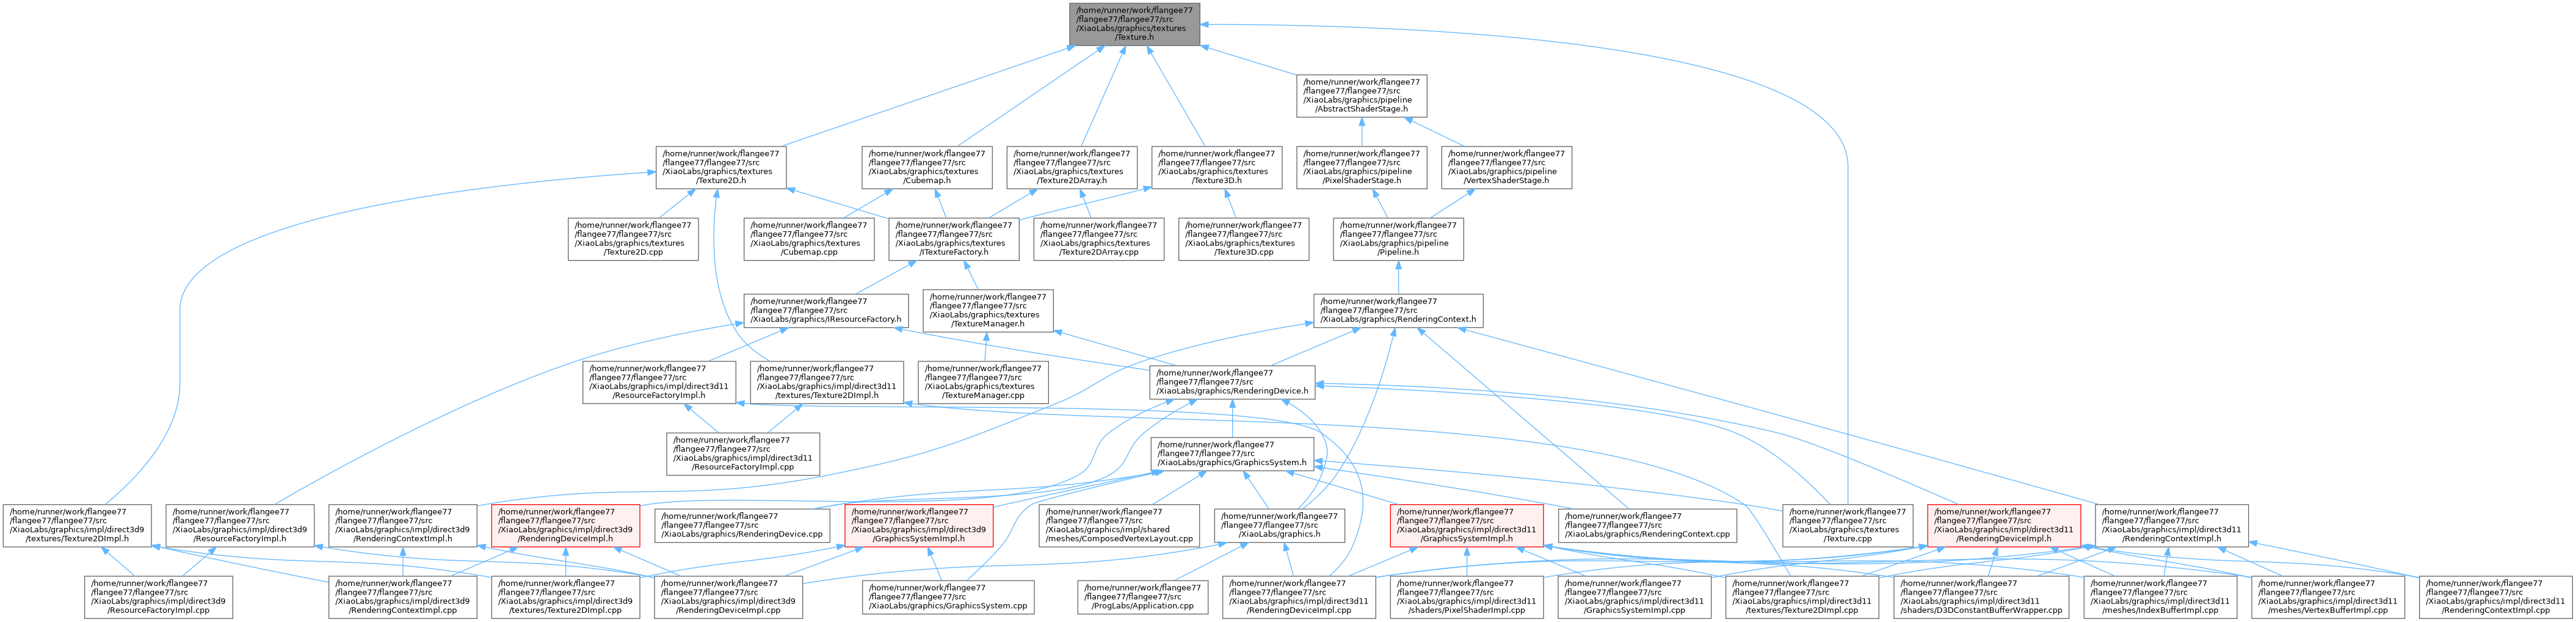 /home/runner/work/flangee77
/flangee77/flangee77/src
/XiaoLabs/graphics/textures
/Texture.h
/home/runner/work/flangee77
/flangee77/flangee77/src
/XiaoLabs/graphics/pipeline
/AbstractShaderStage.h
/home/runner/work/flangee77
/flangee77/flangee77/src
/XiaoLabs/graphics/textures
/Texture2D.h
/home/runner/work/flangee77
/flangee77/flangee77/src
/XiaoLabs/graphics/textures
/Cubemap.h
/home/runner/work/flangee77
/flangee77/flangee77/src
/XiaoLabs/graphics/textures
/Texture2DArray.h
/home/runner/work/flangee77
/flangee77/flangee77/src
/XiaoLabs/graphics/textures
/Texture3D.h
/home/runner/work/flangee77
/flangee77/flangee77/src
/XiaoLabs/graphics/pipeline
/PixelShaderStage.h
/home/runner/work/flangee77
/flangee77/flangee77/src
/XiaoLabs/graphics/pipeline
/VertexShaderStage.h
/home/runner/work/flangee77
/flangee77/flangee77/src
/XiaoLabs/graphics/textures
/Texture2D.cpp
/home/runner/work/flangee77
/flangee77/flangee77/src
/XiaoLabs/graphics/textures
/Cubemap.cpp
/home/runner/work/flangee77
/flangee77/flangee77/src
/XiaoLabs/graphics/textures
/ITextureFactory.h
/home/runner/work/flangee77
/flangee77/flangee77/src
/XiaoLabs/graphics/textures
/Texture2DArray.cpp
/home/runner/work/flangee77
/flangee77/flangee77/src
/XiaoLabs/graphics/textures
/Texture3D.cpp
/home/runner/work/flangee77
/flangee77/flangee77/src
/XiaoLabs/graphics/pipeline
/Pipeline.h
/home/runner/work/flangee77
/flangee77/flangee77/src
/XiaoLabs/graphics/IResourceFactory.h
/home/runner/work/flangee77
/flangee77/flangee77/src
/XiaoLabs/graphics/textures
/TextureManager.h
/home/runner/work/flangee77
/flangee77/flangee77/src
/XiaoLabs/graphics/RenderingContext.h
/home/runner/work/flangee77
/flangee77/flangee77/src
/XiaoLabs/graphics/impl/direct3d11
/ResourceFactoryImpl.h
/home/runner/work/flangee77
/flangee77/flangee77/src
/XiaoLabs/graphics/impl/direct3d11
/textures/Texture2DImpl.h
/home/runner/work/flangee77
/flangee77/flangee77/src
/XiaoLabs/graphics/textures
/TextureManager.cpp
/home/runner/work/flangee77
/flangee77/flangee77/src
/XiaoLabs/graphics/RenderingDevice.h
/home/runner/work/flangee77
/flangee77/flangee77/src
/XiaoLabs/graphics/impl/direct3d11
/ResourceFactoryImpl.cpp
/home/runner/work/flangee77
/flangee77/flangee77/src
/XiaoLabs/graphics/GraphicsSystem.h
/home/runner/work/flangee77
/flangee77/flangee77/src
/XiaoLabs/graphics/impl/direct3d9
/textures/Texture2DImpl.h
/home/runner/work/flangee77
/flangee77/flangee77/src
/XiaoLabs/graphics/impl/direct3d9
/ResourceFactoryImpl.h
/home/runner/work/flangee77
/flangee77/flangee77/src
/XiaoLabs/graphics/impl/direct3d9
/RenderingContextImpl.h
/home/runner/work/flangee77
/flangee77/flangee77/src
/XiaoLabs/graphics/impl/direct3d9
/RenderingDeviceImpl.h
/home/runner/work/flangee77
/flangee77/flangee77/src
/XiaoLabs/graphics/RenderingDevice.cpp
/home/runner/work/flangee77
/flangee77/flangee77/src
/XiaoLabs/graphics/impl/direct3d9
/GraphicsSystemImpl.h
/home/runner/work/flangee77
/flangee77/flangee77/src
/XiaoLabs/graphics/impl/shared
/meshes/ComposedVertexLayout.cpp
/home/runner/work/flangee77
/flangee77/flangee77/src
/XiaoLabs/graphics.h
/home/runner/work/flangee77
/flangee77/flangee77/src
/XiaoLabs/graphics/impl/direct3d11
/GraphicsSystemImpl.h
/home/runner/work/flangee77
/flangee77/flangee77/src
/XiaoLabs/graphics/RenderingContext.cpp
/home/runner/work/flangee77
/flangee77/flangee77/src
/XiaoLabs/graphics/textures
/Texture.cpp
/home/runner/work/flangee77
/flangee77/flangee77/src
/XiaoLabs/graphics/impl/direct3d11
/RenderingDeviceImpl.h
/home/runner/work/flangee77
/flangee77/flangee77/src
/XiaoLabs/graphics/impl/direct3d11
/RenderingContextImpl.h
/home/runner/work/flangee77
/flangee77/flangee77/src
/XiaoLabs/graphics/impl/direct3d9
/ResourceFactoryImpl.cpp
/home/runner/work/flangee77
/flangee77/flangee77/src
/XiaoLabs/graphics/impl/direct3d9
/RenderingContextImpl.cpp
/home/runner/work/flangee77
/flangee77/flangee77/src
/XiaoLabs/graphics/impl/direct3d9
/textures/Texture2DImpl.cpp
/home/runner/work/flangee77
/flangee77/flangee77/src
/XiaoLabs/graphics/impl/direct3d9
/RenderingDeviceImpl.cpp
/home/runner/work/flangee77
/flangee77/flangee77/src
/XiaoLabs/graphics/GraphicsSystem.cpp
/home/runner/work/flangee77
/flangee77/flangee77/src
/ProgLabs/Application.cpp
/home/runner/work/flangee77
/flangee77/flangee77/src
/XiaoLabs/graphics/impl/direct3d11
/RenderingDeviceImpl.cpp
/home/runner/work/flangee77
/flangee77/flangee77/src
/XiaoLabs/graphics/impl/direct3d11
/shaders/PixelShaderImpl.cpp
/home/runner/work/flangee77
/flangee77/flangee77/src
/XiaoLabs/graphics/impl/direct3d11
/GraphicsSystemImpl.cpp
/home/runner/work/flangee77
/flangee77/flangee77/src
/XiaoLabs/graphics/impl/direct3d11
/textures/Texture2DImpl.cpp
/home/runner/work/flangee77
/flangee77/flangee77/src
/XiaoLabs/graphics/impl/direct3d11
/shaders/D3DConstantBufferWrapper.cpp
/home/runner/work/flangee77
/flangee77/flangee77/src
/XiaoLabs/graphics/impl/direct3d11
/meshes/IndexBufferImpl.cpp
/home/runner/work/flangee77
/flangee77/flangee77/src
/XiaoLabs/graphics/impl/direct3d11
/meshes/VertexBufferImpl.cpp
/home/runner/work/flangee77
/flangee77/flangee77/src
/XiaoLabs/graphics/impl/direct3d11
/RenderingContextImpl.cpp